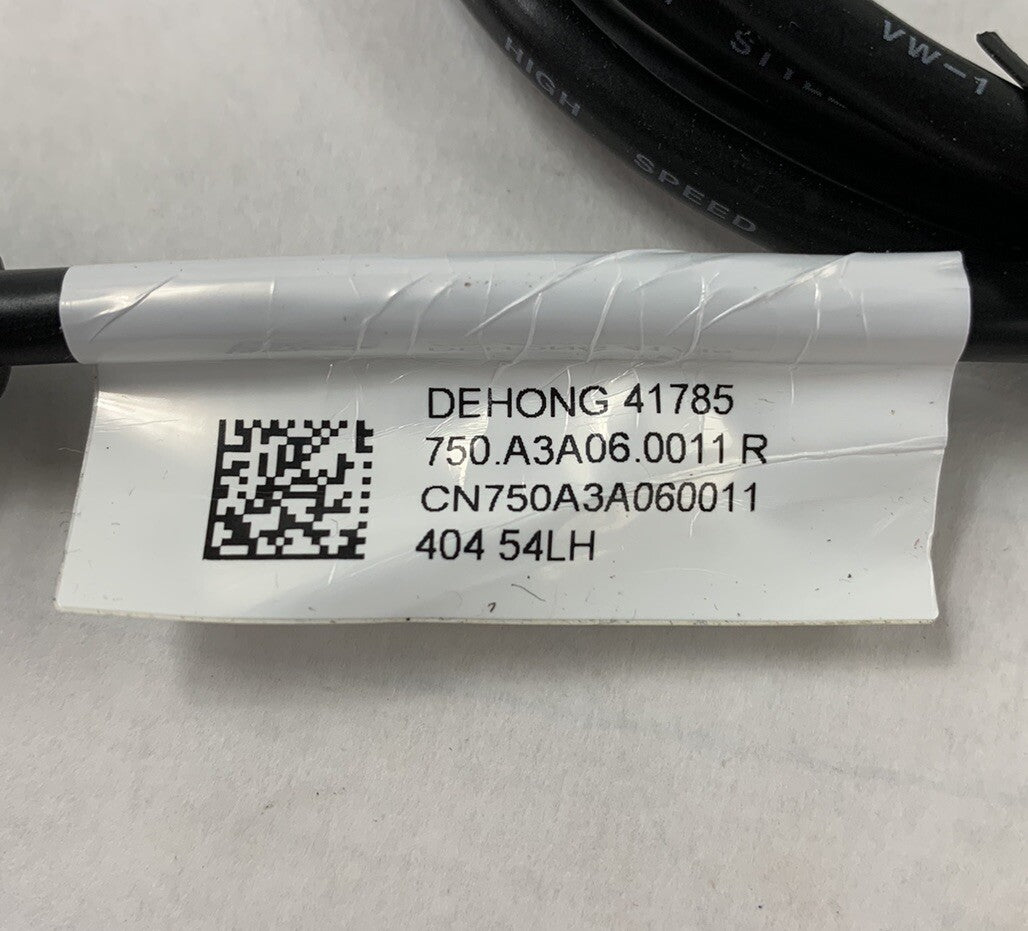 VW-1
HIGH SPEED
DEHONG 41785
750.A3A06.0011 R
CN750A3A060011
404 54LH